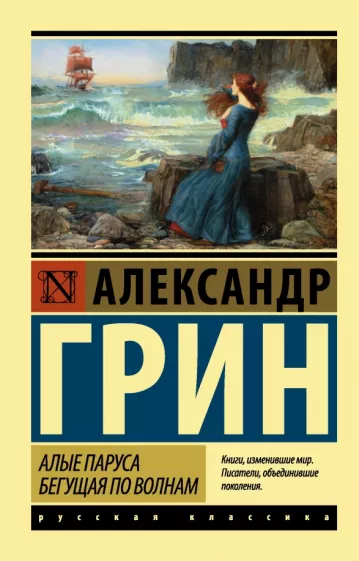 N
АЛЕКСАНДР
ГРИН
АЛЫЕ ПАРУСА
БЕГУЩАЯ ПО ВОЛНАМ
Книги, изменившие мир.
Писатели, объединившие
поколения.
русская классика